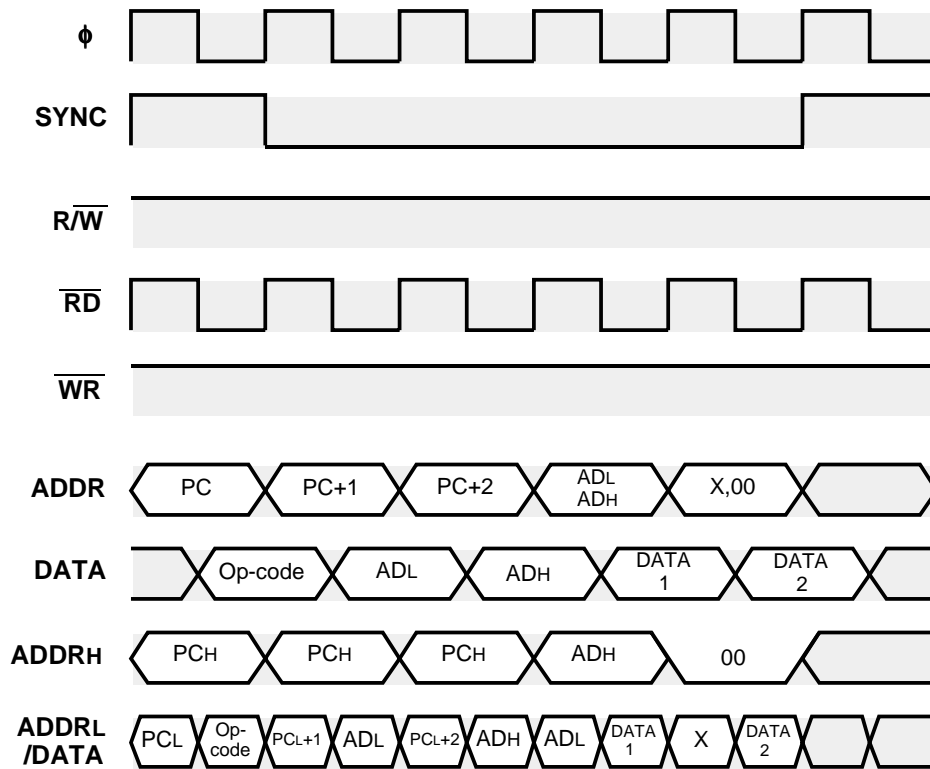 ϕ
SYNC
R/W
RD
WR
ADDR PC PC+1 PC+2 ADL ADH X,00
DATA Op-code ADL ADH DATA 1 DATA 2
ADDRH PCH PCH PCH ADH 00
ADDRL /DATA PCL Op- code PCL+1 ADL PCL+2 ADH ADL DATA 1 X DATA 2